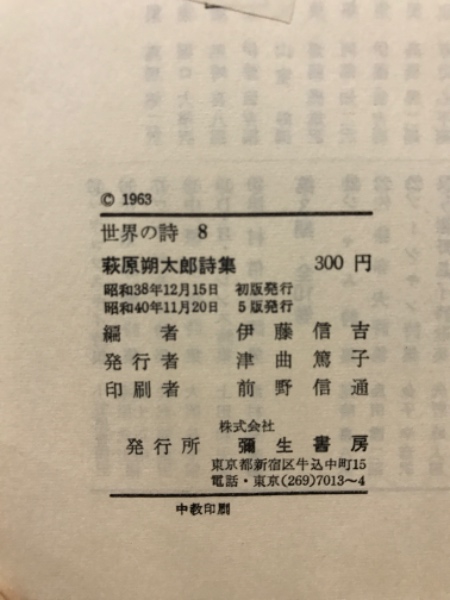 © 1963
世界の詩 8
萩原朔太郎詩集 300円
昭和38年12月15日 初版発行
昭和40年11月20日 5版発行
編者 伊藤信吉
発行者 津曲篤子
印刷者 前野信通
株式会社
発行所 彌生書房
東京都新宿区牛込中町15
電話・東京(269)7013〜4
中教印刷